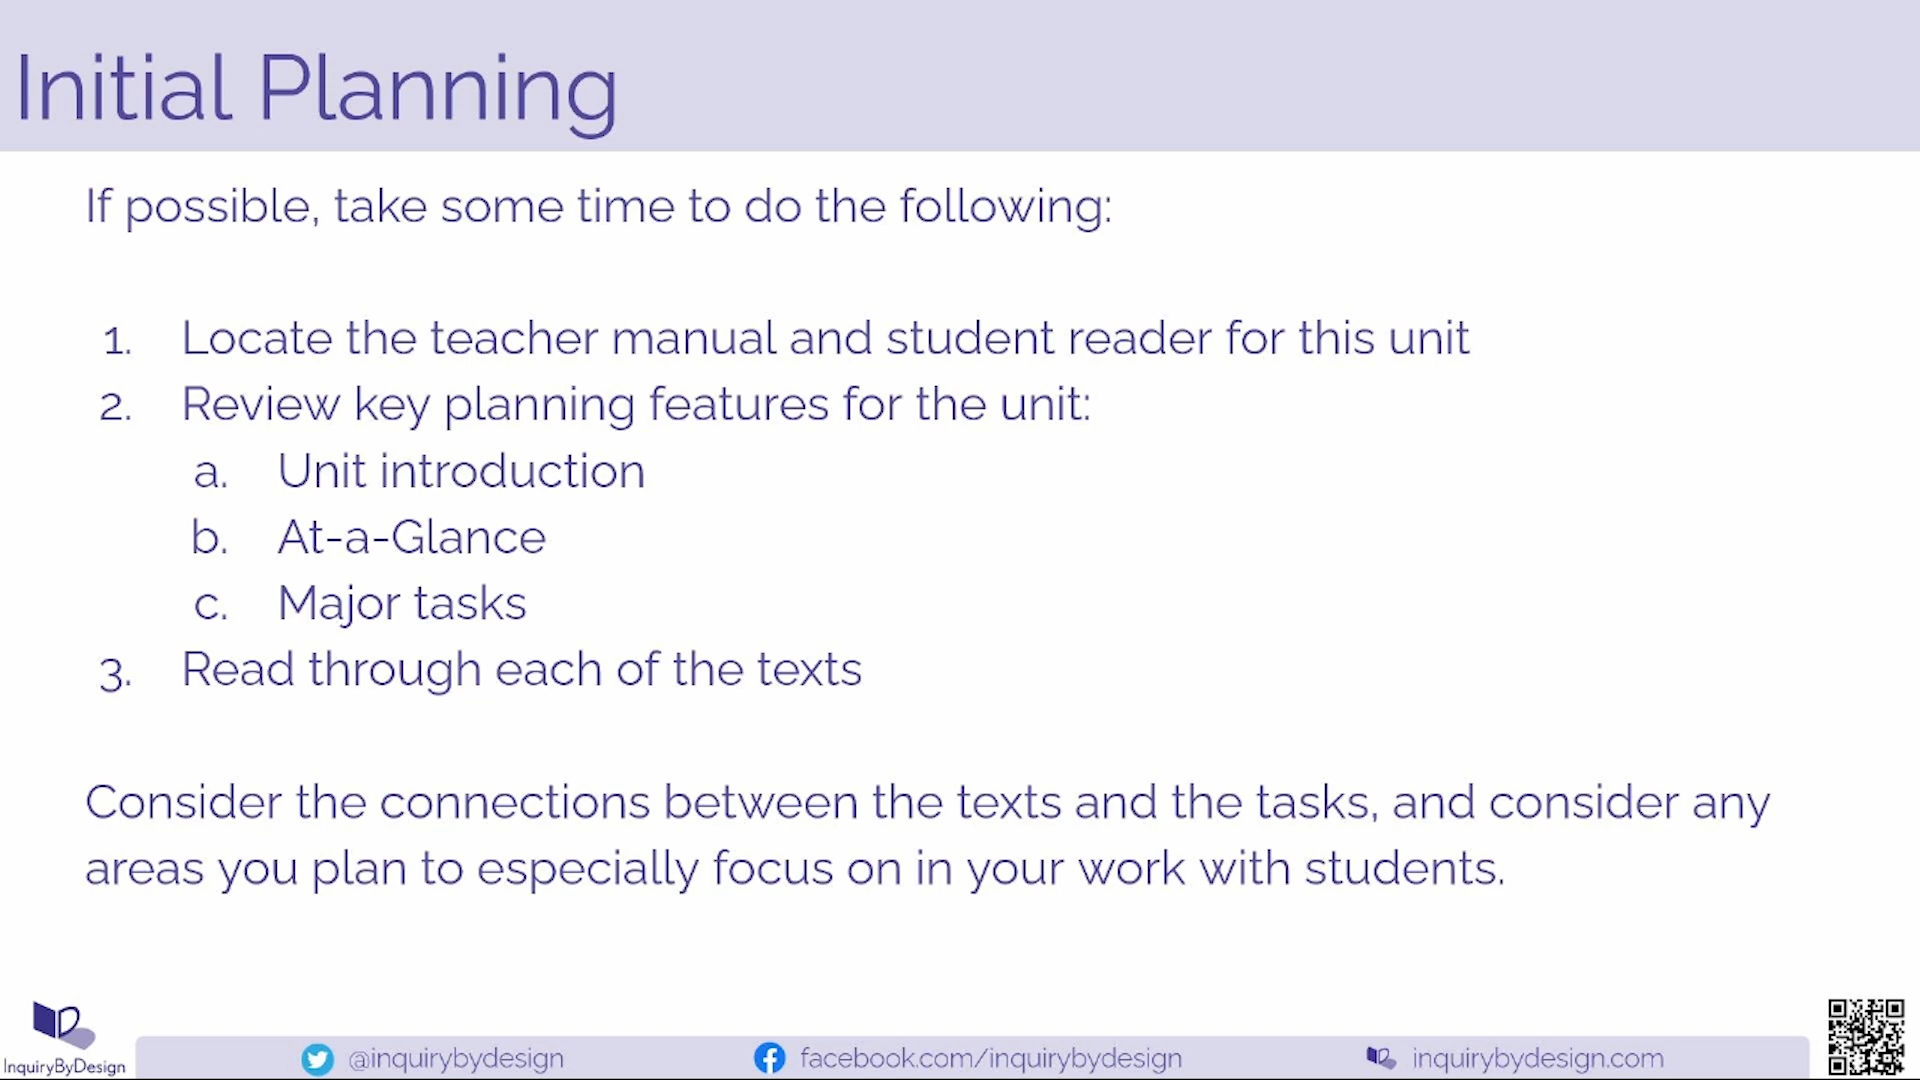 Initial Planning
If possible, take some time to do the following:
1. Locate the teacher manual and student reader for this unit
2. Review key planning features for the unit:
a. Unit introduction
b. At-a-Glance
c. Major tasks
3. Read through each of the texts
Consider the connections between the texts and the tasks, and consider any
areas you plan to especially focus on in your work with students.
InquiryByDesign
@inquirybydesign
facebook.com/inquirybydesign
inquirybydesign.com